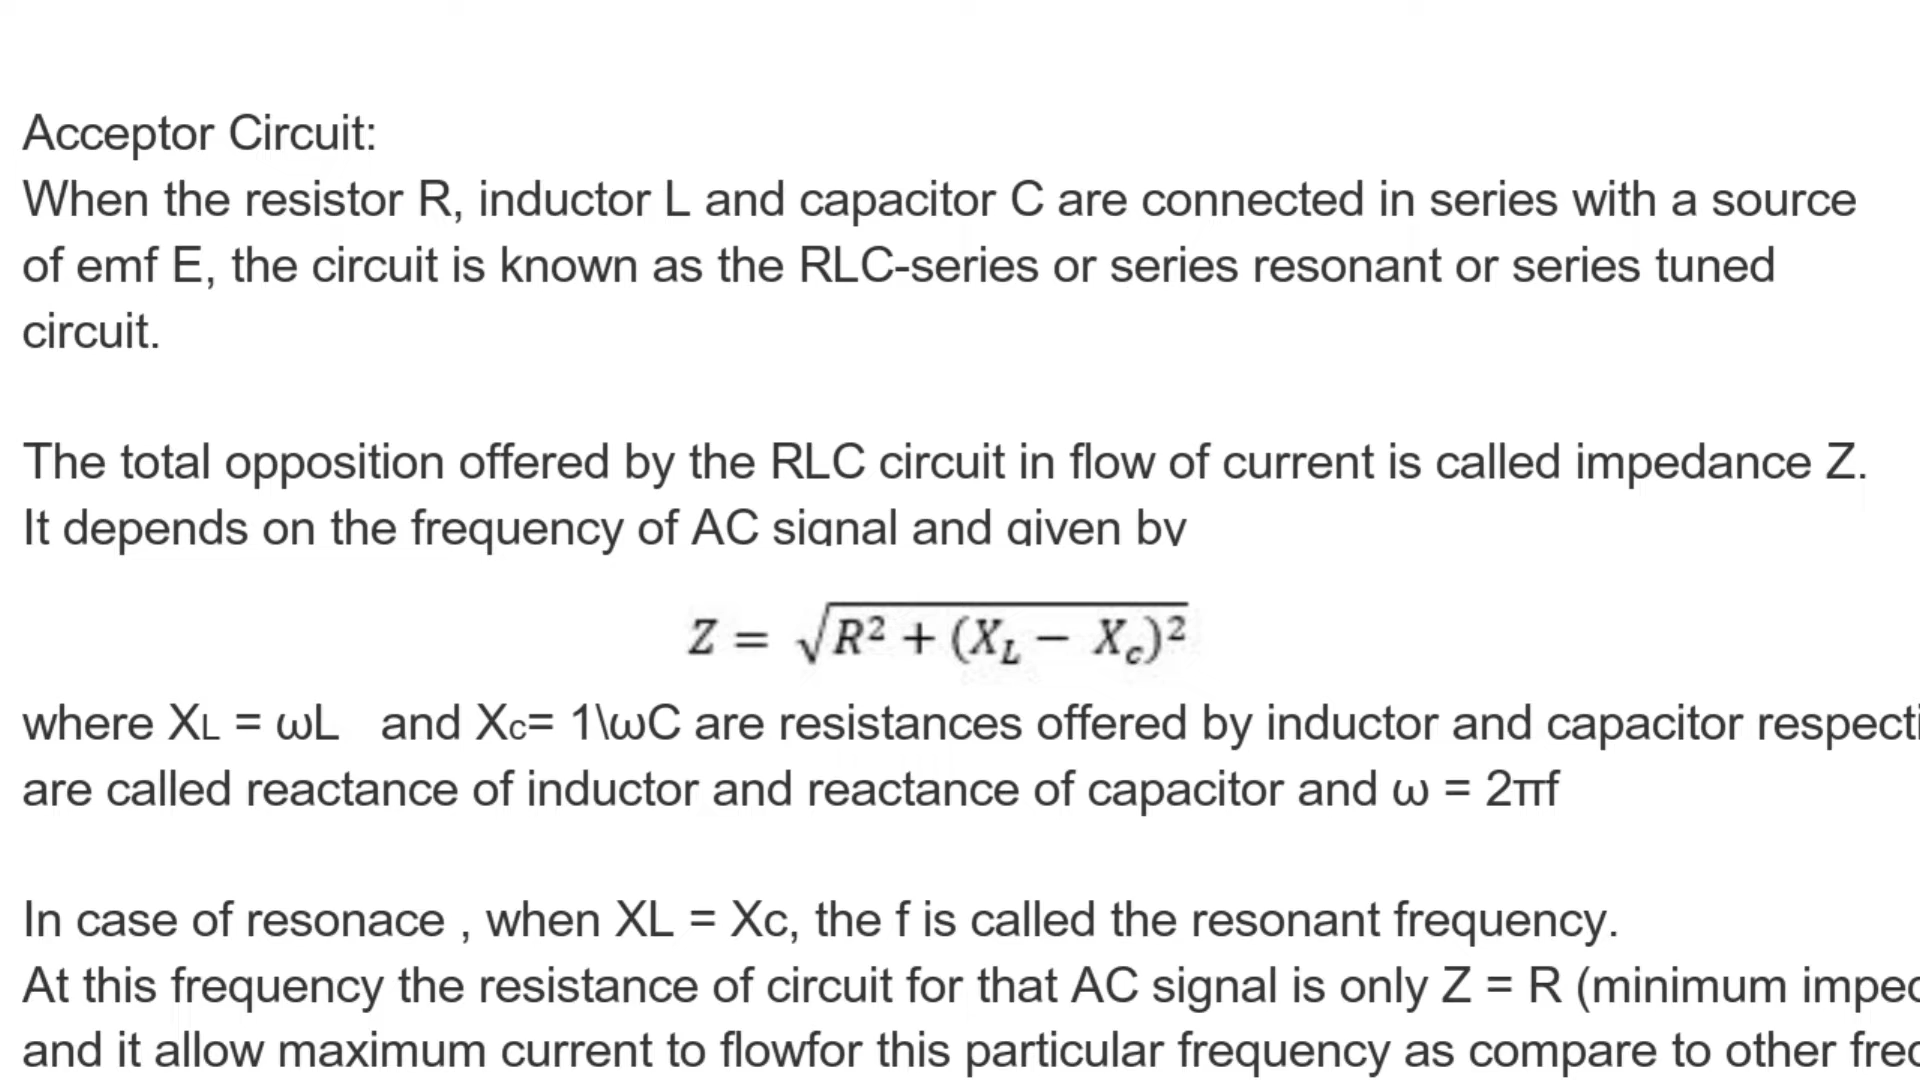 Acceptor Circuit:
When the resistor R, inductor L and capacitor C are connected in series with a source
of emf E, the circuit is known as the RLC-series or series resonant or series tuned
circuit.
The total opposition offered by the RLC circuit in flow of current is called impedance Z.
It depends on the frequency of AC signal and given by
Z = √R² + (X_L − X_c)²
where XL = ωL and Xc= 1\ωC are resistances offered by inductor and capacitor
are called reactance of inductor and reactance of capacitor and ω = 2πf
In case of resonace , when XL = Xc, the f is called the resonant frequency.
At this frequency the resistance of circuit for that AC signal is only Z = R (minimum
and it allow maximum current to flowfor this particular frequency as compare to other